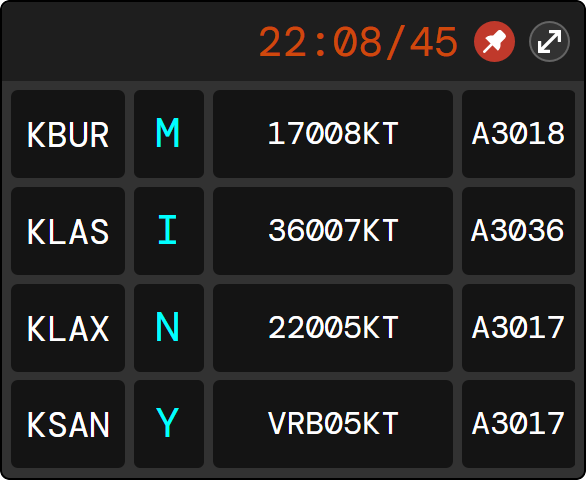 22:08/45
KBUR M 17008KT A3018
KLAS I 36007KT A3036
KLAX N 22005KT A3017
KSAN Y VRB05KT A3017